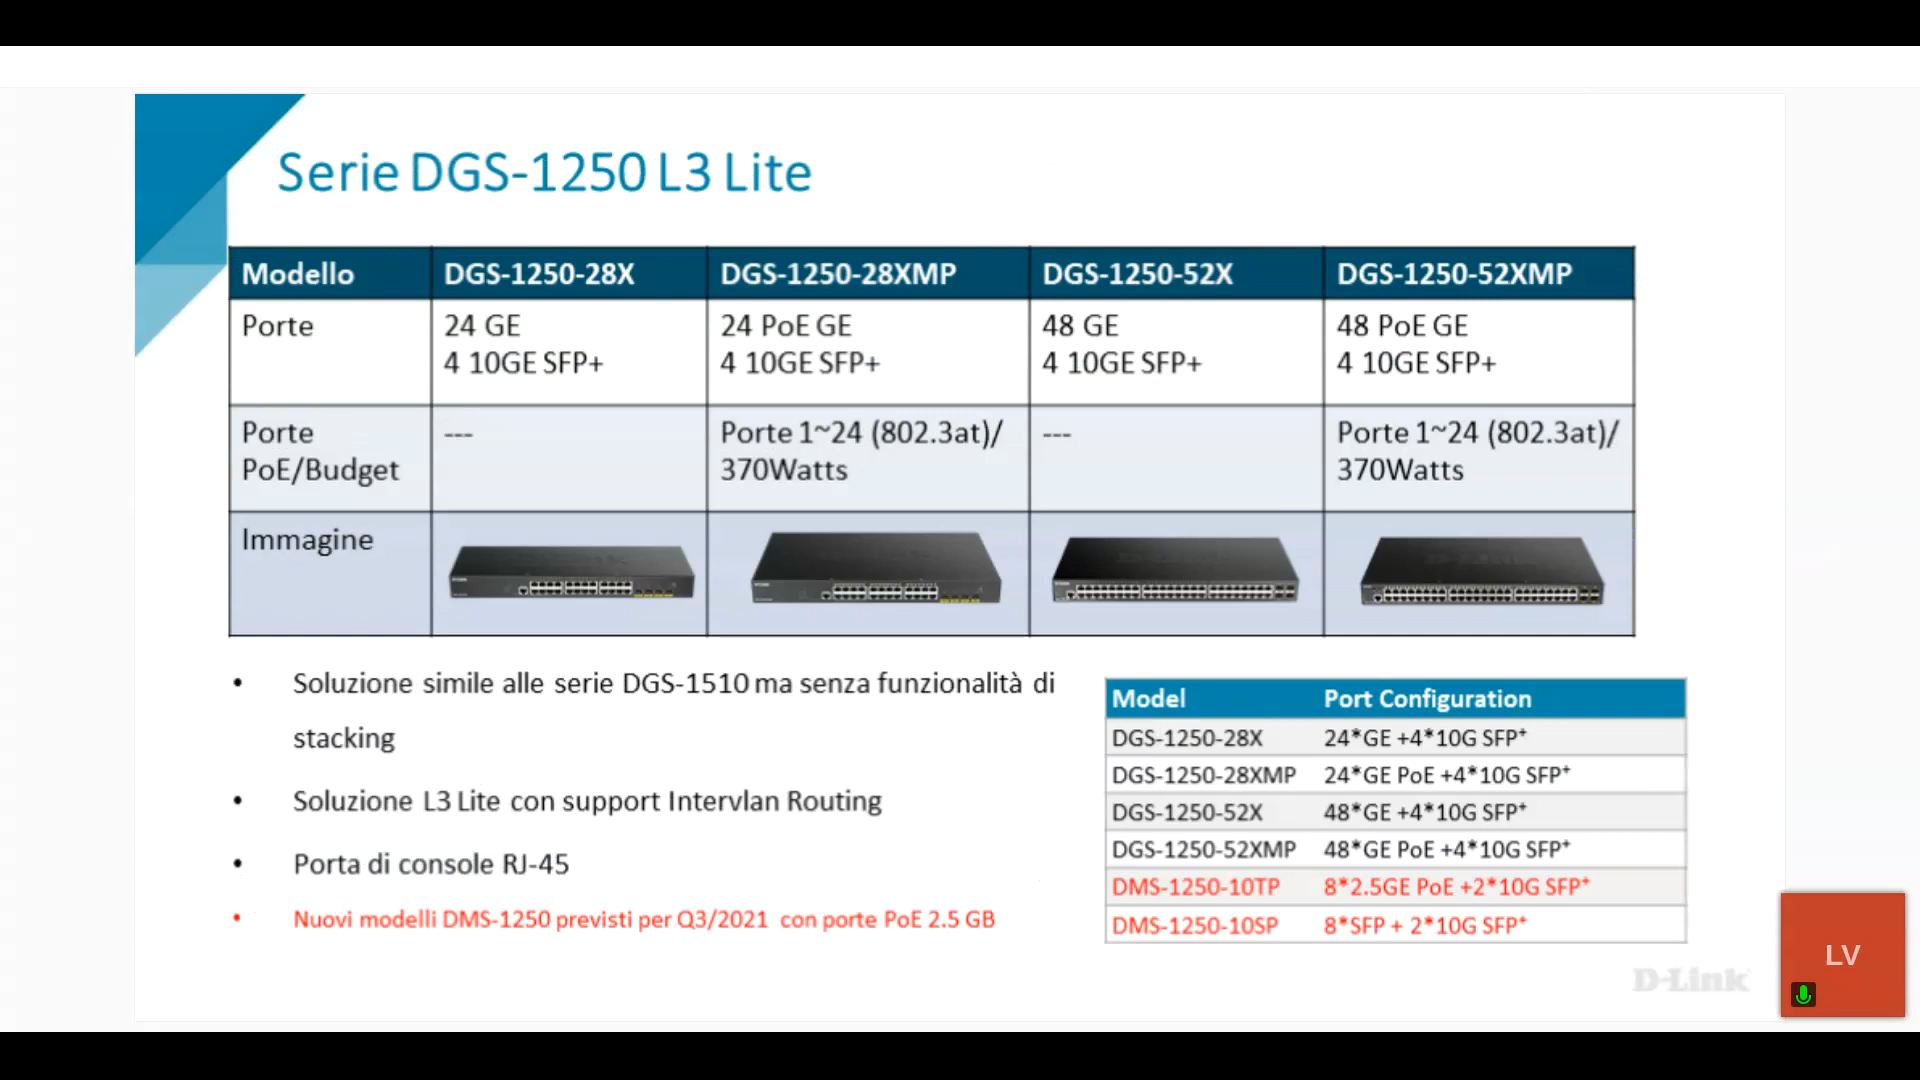 Serie DGS-1250 L3 Lite
Modello DGS-1250-28X DGS-1250-28XMP DGS-1250-52X DGS-1250-52XMP
Porte 24 GE 24 PoE GE 48 GE 48 PoE GE
4 10GE SFP+ 4 10GE SFP+ 4 10GE SFP+ 4 10GE SFP+
Porte --- Porte 1~24 (802.3at)/ --- Porte 1~24 (802.3at)/
PoE/Budget 370Watts 370Watts
Immagine
• Soluzione simile alle serie DGS-1510 ma senza funzionalità di
stacking
• Soluzione L3 Lite con support Intervlan Routing
• Porta di console RJ-45
• Nuovi modelli DMS-1250 previsti per Q3/2021 con porte PoE 2.5 GB
Model Port Configuration
DGS-1250-28X 24*GE +4*10G SFP+
DGS-1250-28XMP 24*GE PoE +4*10G SFP+
DGS-1250-52X 48*GE +4*10G SFP+
DGS-1250-52XMP 48*GE PoE +4*10G SFP+
DMS-1250-10TP 8*2.5GE PoE +2*10G SFP+
DMS-1250-10SP 8*SFP + 2*10G SFP+
D-Link
LV